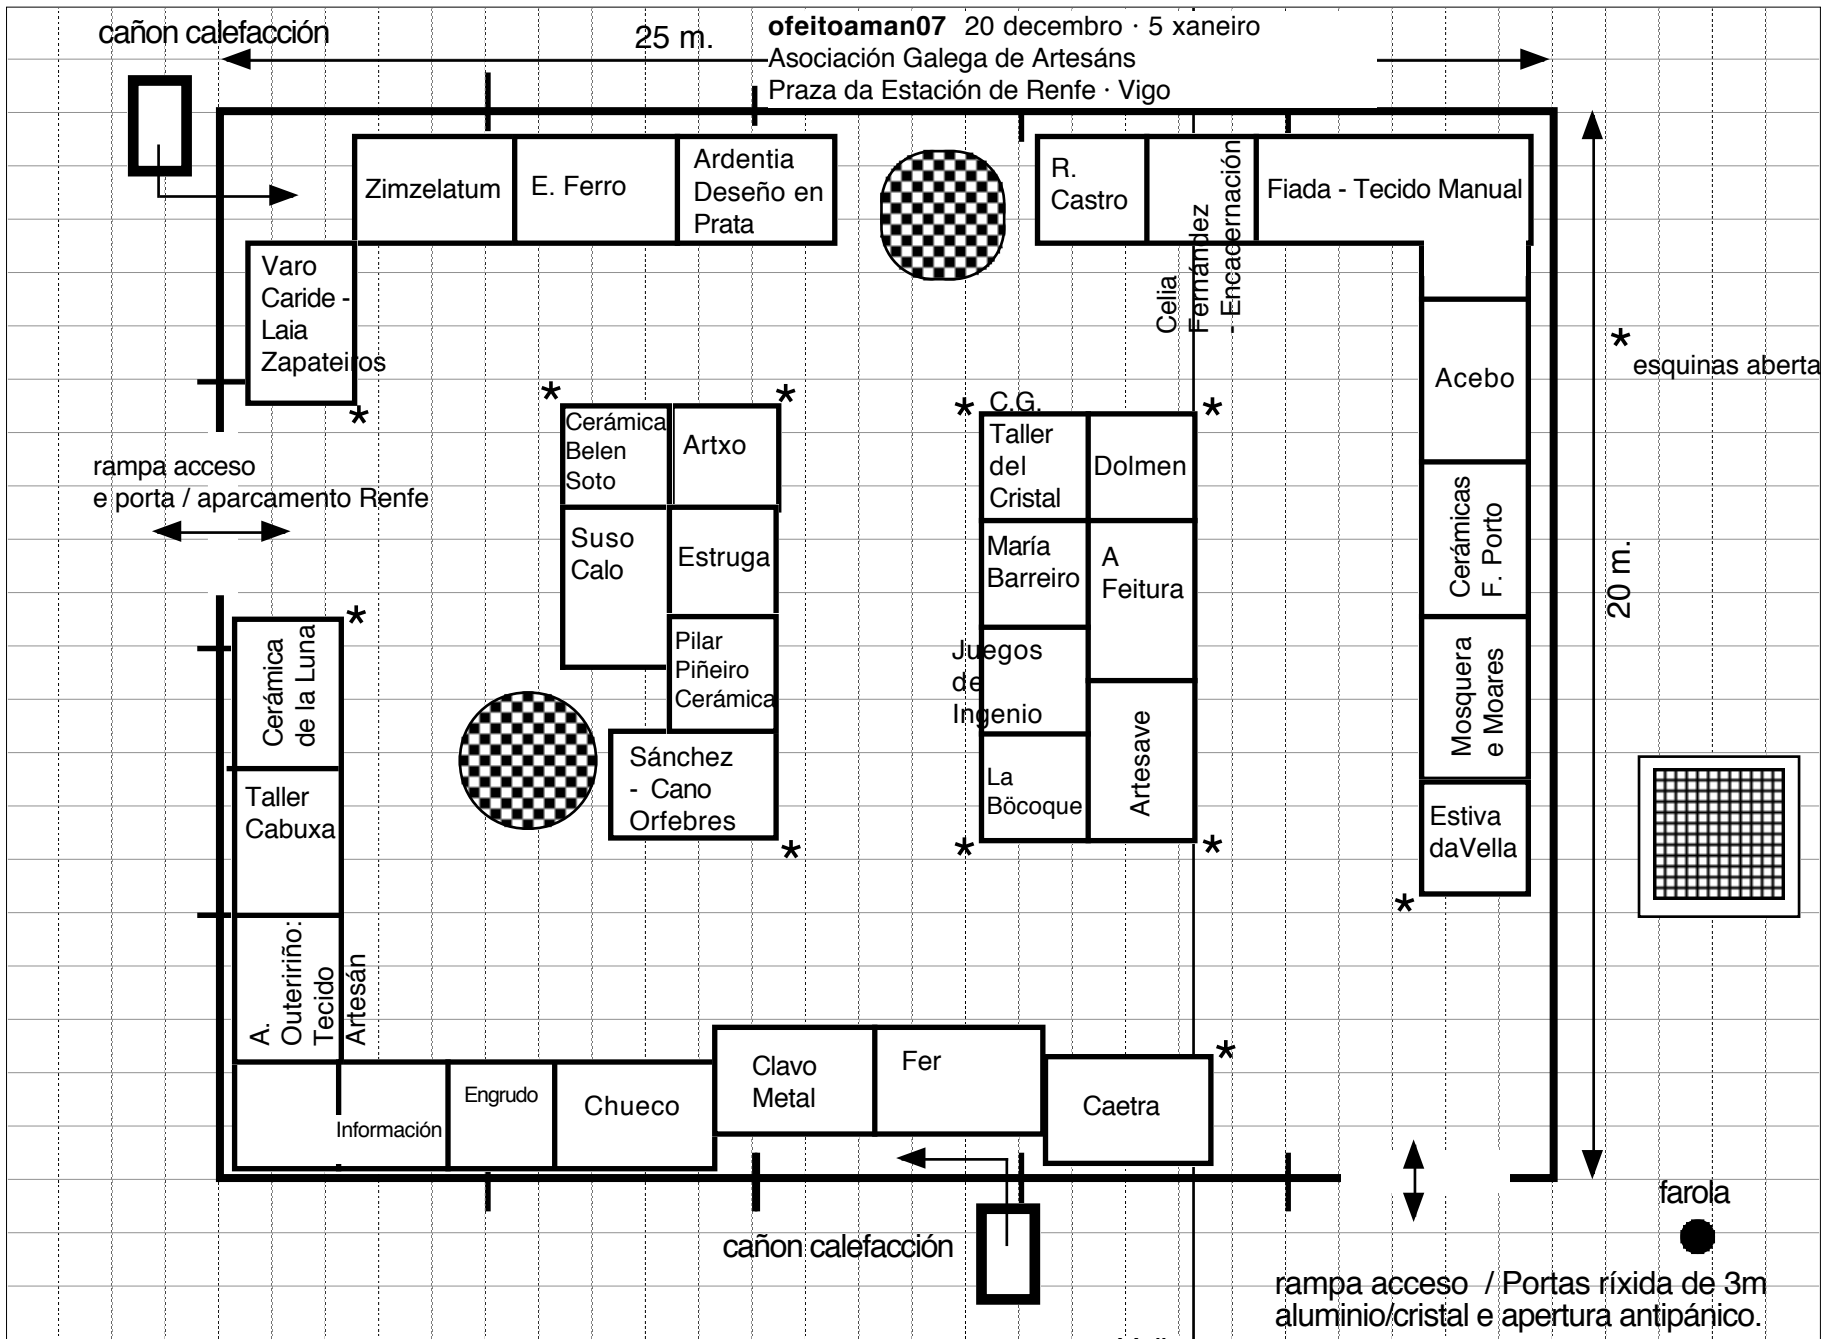 cañon calefacción
25 m.
ofeitoaman07 20 decembro · 5 xaneiro
Asociación Galega de Artesáns
Praza da Estación de Renfe · Vigo
Zimzelatum
E. Ferro
Ardentia
Deseño en
Prata
R.
Castro
Celia
Fernández
- Encadernación
Fiada - Tecido Manual
Varo
Caride -
Laia
Zapateiros
*
esquinas aberta
Acebo
rampa acceso
e porta / aparcamento Renfe
*
*
*
Cerámica
Belen
Soto
Artxo
*
*
C.G.
Taller
del
Cristal
Dolmen
Cerámicas
F. Porto
20 m.
Suso
Calo
Estruga
María
Barreiro
A
Feitura
*
Cerámica
de la Luna
Pilar
Piñeiro
Cerámica
Juegos
de
Ingenio
Mosquera
e Moares
Taller
Cabuxa
Sánchez
- Cano
Orfebres
*
La
Böcoque
Artesave
*
*
Estiva
daVella
*
A.
Outeririño:
Tecido
Artesán
Información
Engrudo
Chueco
Clavo
Metal
Fer
Caetra
*
cañon calefacción
farola
rampa acceso / Portas ríxida de 3m
aluminio/cristal e apertura antipánico.